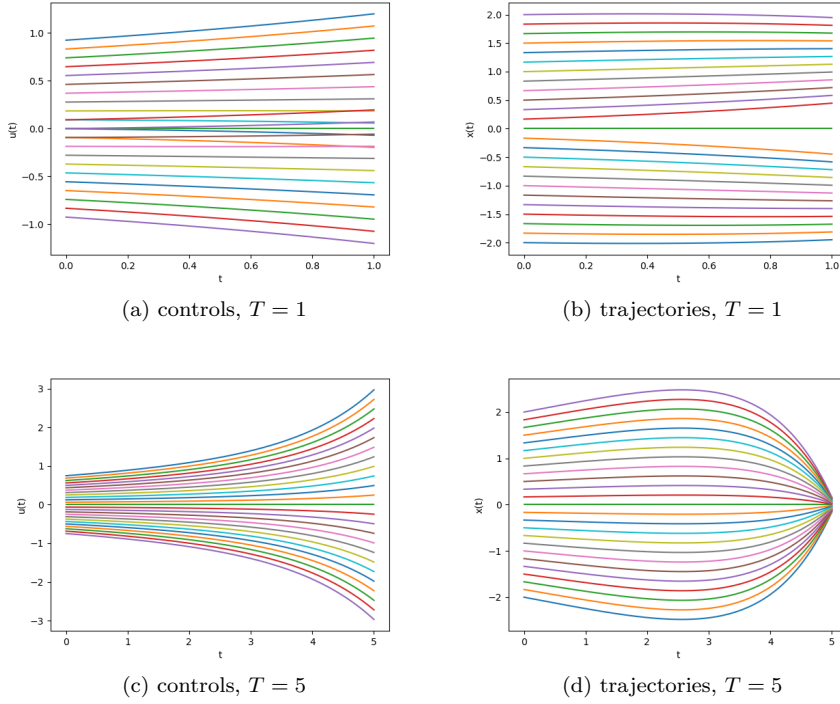 1.0
0.5
0.0
−0.5
−1.0
u(t)
0.0 0.2 0.4 0.6 0.8 1.0
t
(a) controls, T = 1
2.0
1.5
1.0
0.5
0.0
−0.5
−1.0
−1.5
−2.0
x(t)
0.0 0.2 0.4 0.6 0.8 1.0
t
(b) trajectories, T = 1
3
2
1
0
−1
−2
−3
u(t)
0 1 2 3 4 5
t
(c) controls, T = 5
2
1
0
−1
−2
x(t)
0 1 2 3 4 5
t
(d) trajectories, T = 5